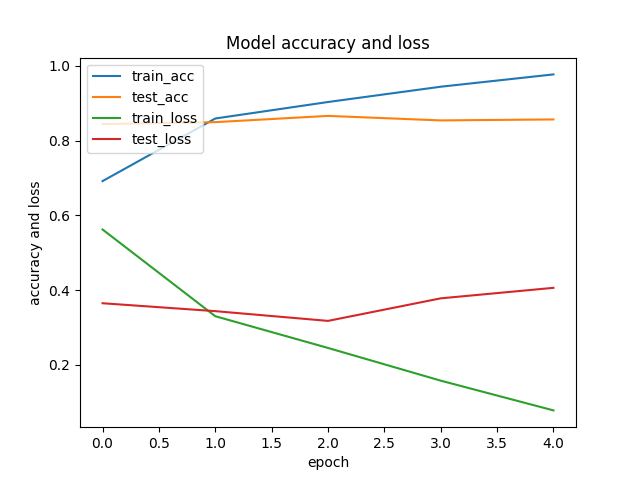 Model accuracy and loss
train_acc
test_acc
train_loss
test_loss
accuracy and loss
1.0
0.8
0.6
0.4
0.2
0.0 0.5 1.0 1.5 2.0 2.5 3.0 3.5 4.0
epoch